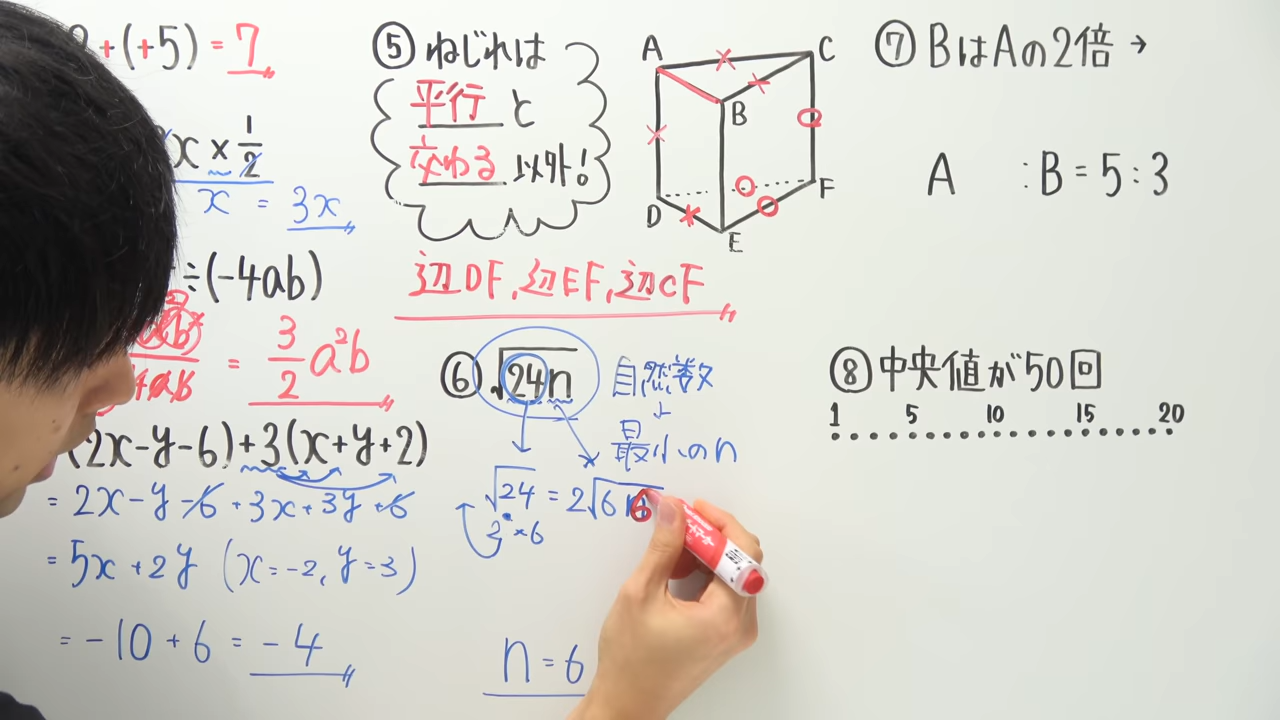 +(+5) = 7
x × 1/2
x = 3x
÷(-4ab)
= 3/2 a²b
(2x-y-6)+3(x+y+2)
= 2x-y-6+3x+3y+6
= 5x+2y (x=-2, y=3)
= -10+6 = -4
⑤ ねじれは
平行と
交わる以外!
A
C
B
D
F
E
辺DF, 辺EF, 辺CF
⑥ √24n
自然数
最小のn
√24 = 2√6
2²×6
n=6
⑦ BはAの2倍→
A :B=5:3
⑧ 中央値が50回
1 5 10 15 20